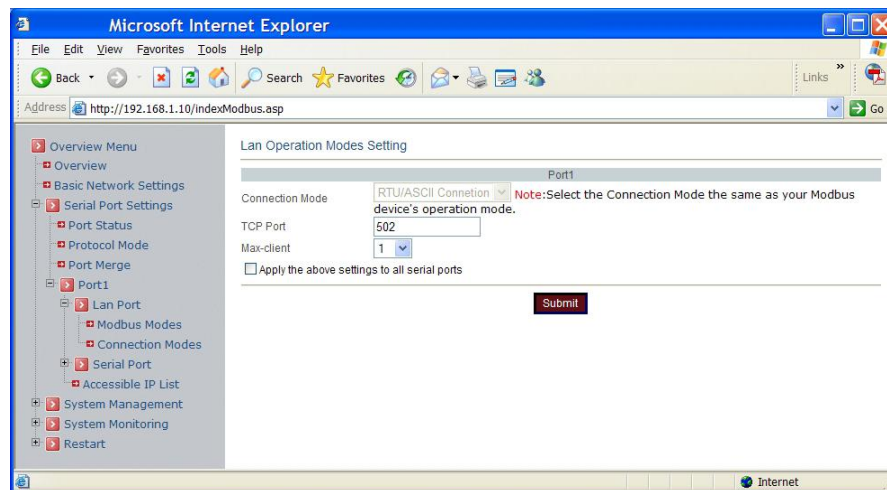 Microsoft Internet Explorer
File Edit View Favorites Tools Help
Back Search Favorites Links »
Address http://192.168.1.10/indexModbus.asp Go
Overview Menu
Overview
Basic Network Settings
Serial Port Settings
Port Status
Protocol Mode
Port Merge
Port1
Lan Port
Modbus Modes
Connection Modes
Serial Port
Accessible IP List
System Management
System Monitoring
Restart
Lan Operation Modes Setting
Port1
Connection Mode RTU/ASCII Connetion Note:Select the Connection Mode the same as your Modbus
device's operation mode.
TCP Port 502
Max-client 1
Apply the above settings to all serial ports
Submit
Internet